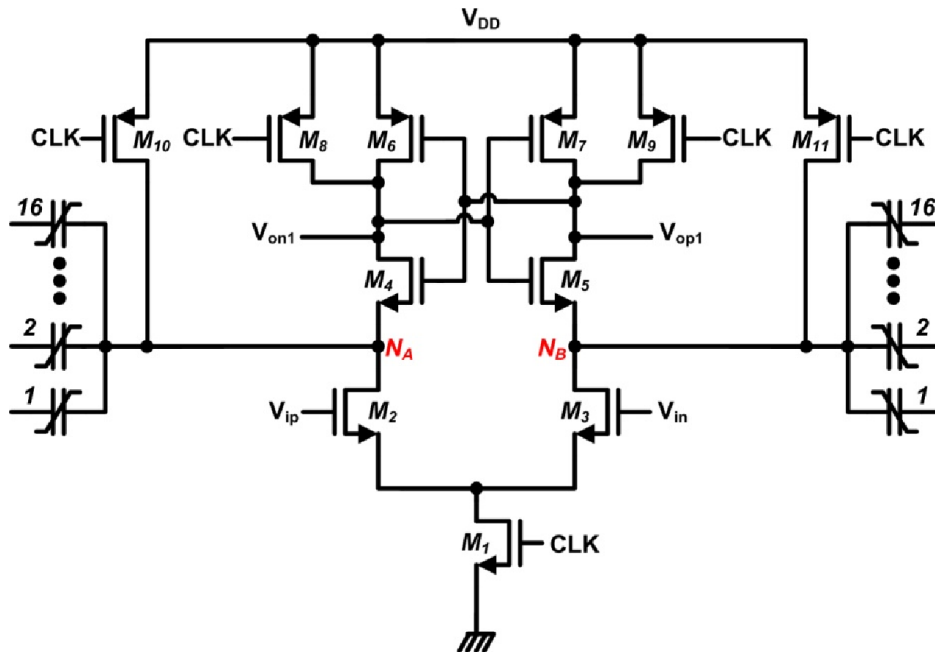 VDD
CLK M10 CLK M8 M6 M7 M9 CLK M11 CLK
16 16
Von1 Vop1
M4 M5
2 NA NB 2
1 Vip M2 M3 Vin 1
M1 CLK